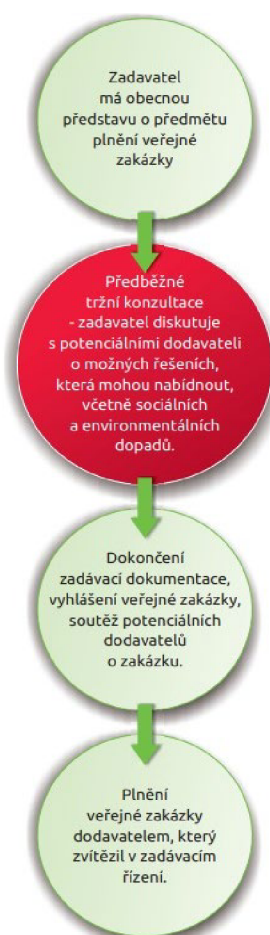 Zadavatel
má obecnou
představu o předmětu
plnění veřejné
zakázky
Předběžné
tržní konzultace
- zadavatel diskutuje
s potenciálními dodavateli
o možných řešeních,
která mohou nabídnout,
včetně sociálních
a environmentálních
dopadů.
Dokončení
zadávací dokumentace,
vyhlášení veřejné zakázky,
soutěž potenciálních
dodavatelů
o zakázku.
Plnění
veřejné zakázky
dodavatelem, který
zvítězil v zadávacím
řízení.